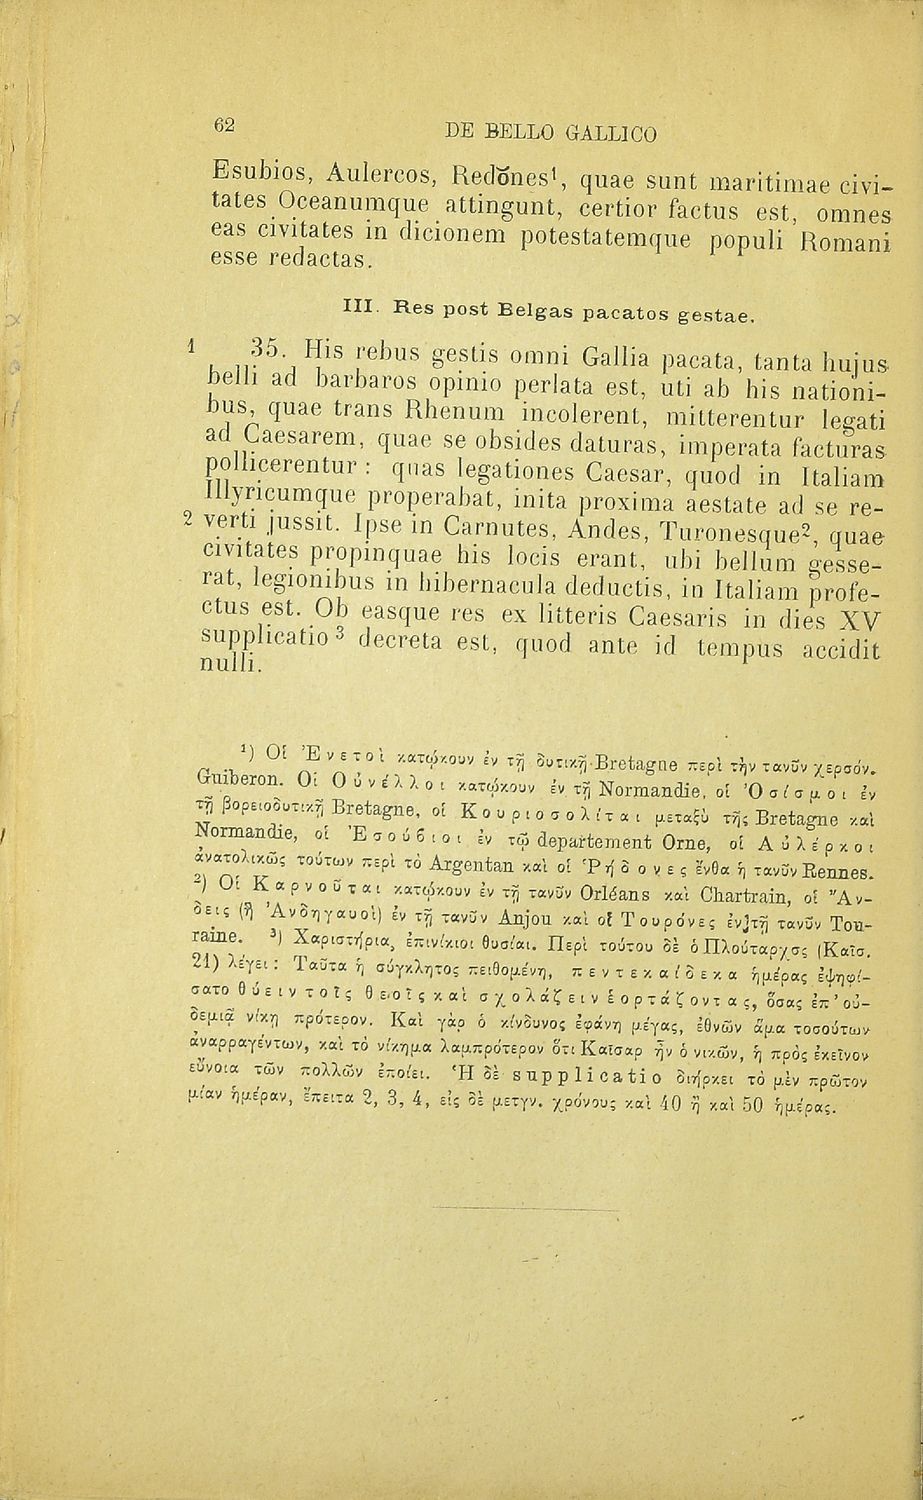 62 DE BELLO GALLICO
Esubios, Aulercos, Redŏnes¹, quae sunt maritimae civi-
tates Oceanumque attingunt, certior factus est, omnes
eas civitates in dicionem potestatemque populi Romani
esse redactas.
III. Res post Belgas pacatos gestae.
1 35. His rebus gestis omni Gallia pacata, tanta hujus
belli ad barbaros opinio perlata est, uti ab his nationi-
bus, quae trans Rhenum incolerent, mitterentur legati
ad Caesarem, quae se obsides daturas, imperata facturas
pollicerentur : quas legationes Caesar, quod in Italiam
Illyricumque properabat, inita proxima aestate ad se re-
2 verti jussit. Ipse in Carnutes, Andes, Turonesque², quae
civitates propinquae his locis erant, ubi bellum gesse-
rat, legionibus in hibernacula deductis, in Italiam profe-
ctus est. Ob easque res ex litteris Caesaris in dies XV
supplicatio³ decreta est, quod ante id tempus accidit
nulli.
¹) Οἱ Ἐνετοὶ κατῴκουν ἐν τῇ δυτικῇ Bretagne περὶ τὴν τανῦν χερσόν.
Guiberon. Οἱ Οὐνέλλοι κατῴκουν ἐν τῇ Normandie, οἱ Ὀσίσμοι ἐν
τῇ βορειοδυτικῇ Bretagne, οἱ Κουριοσολῖται μεταξὺ τῆς Bretagne καὶ
Normandie, οἱ Ἐσούβιοι ἐν τῷ departement Orne, οἱ Αὐλέρκοι
ἀνατολικῶς τούτων περὶ τὸ Argentan καὶ οἱ Ῥήδονες ἔνθα ἡ τανῦν Rennes.
²) Οἱ Καρνοῦται κατῴκουν ἐν τῇ τανῦν Orléans καὶ Chartrain, οἱ Ἄν-
δεις (ἢ Ἀνδηγαυοὶ) ἐν τῇ τανῦν Anjou καὶ οἱ Τουρόνες ἐν τῇ τανῦν Tou-
raine. ³) Χαριστήρια, ἐπινίκιοι θυσίαι. Περὶ τούτου δὲ ὁ Πλούταρχος (Καῖσ.
21) λέγει : Ταῦτα ἡ σύγκλητος πειθομένη, πεντεκαίδεκα ἡμέρας ἐψηφί-
σατο θύειν τοῖς θεοῖς καὶ σχολάζειν ἑορτάζοντας, ὅσας ἐπ' οὐ-
δεμιᾷ νίκῃ πρότερον. Καὶ γὰρ ὁ κίνδυνος ἐφάνη μέγας, ἐθνῶν ἅμα τοσούτων
ἀναρραγέντων, καὶ τὸ νίκημα λαμπρότερον ὅτι Καῖσαρ ἦν ὁ νικῶν, ἡ πρὸς ἐκεῖνον
εὔνοια τῶν πολλῶν ἐποίει. Ἡ δὲ supplicatio διήρκει τὸ μὲν πρῶτον
μίαν ἡμέραν, ἔπειτα 2, 3, 4, εἰς δὲ μετγν. χρόνους καὶ 40 ἢ καὶ 50 ἡμέρας.